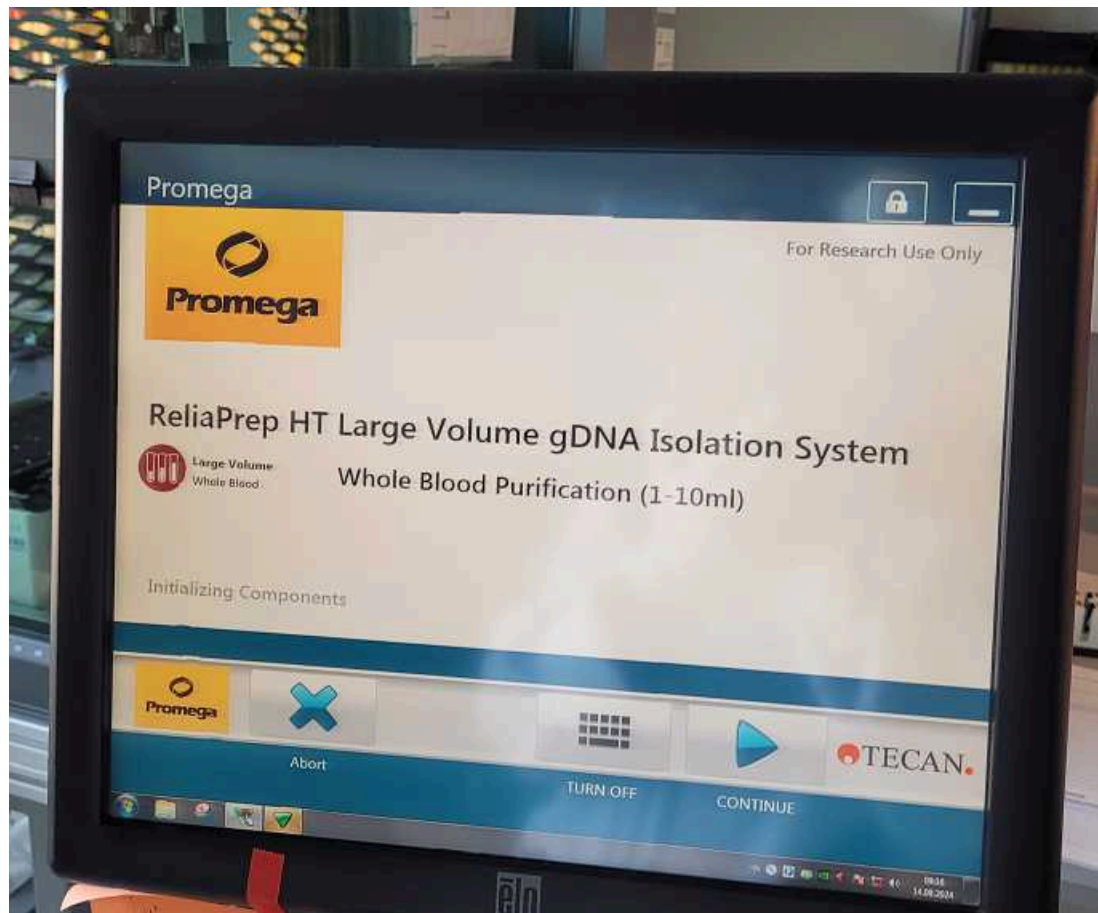 Promega
For Research Use Only
Promega
ReliaPrep HT Large Volume gDNA Isolation System
Large Volume
Whole Blood
Whole Blood Purification (1-10ml)
Initializing Components
Promega
Abort
TURN OFF
CONTINUE
TECAN.
elo